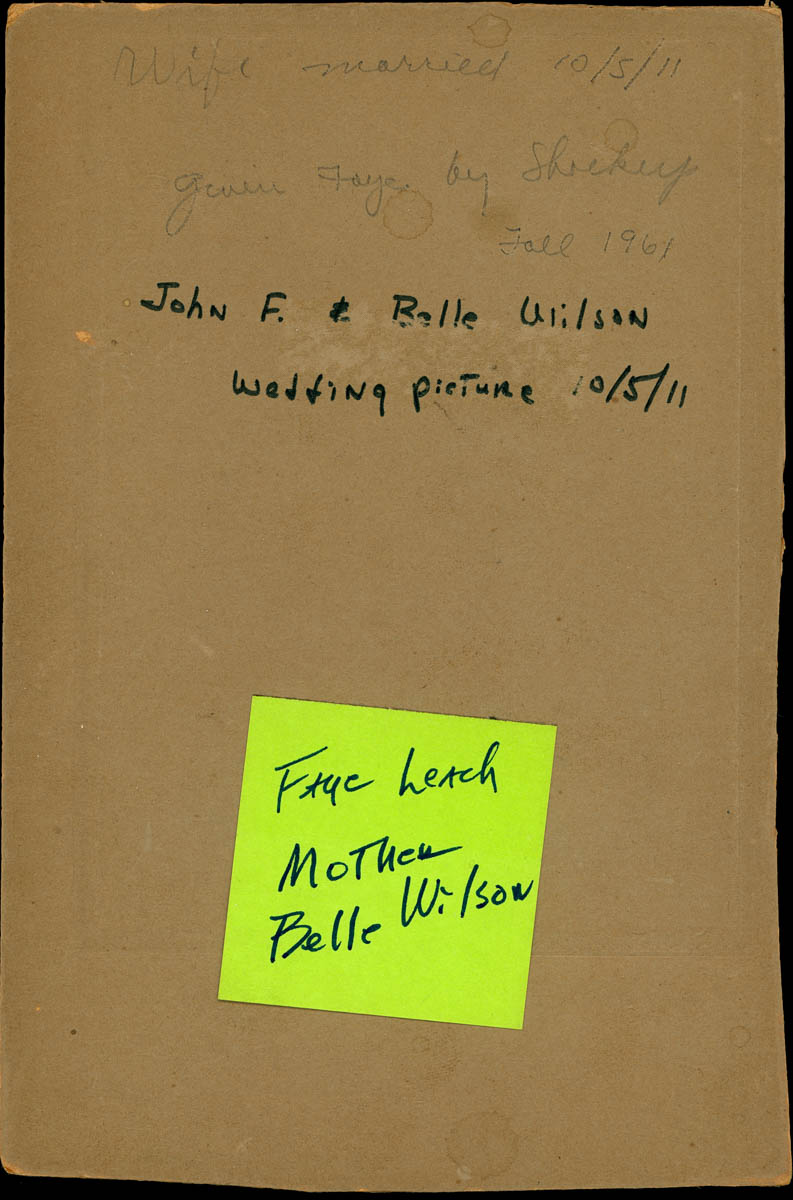 Wife married 10/5/11
given Faye by Shockey
Fall 1961
John F. & Belle Wilson
Wedding picture 10/5/11
Faye Leach
Mother
Belle Wilson